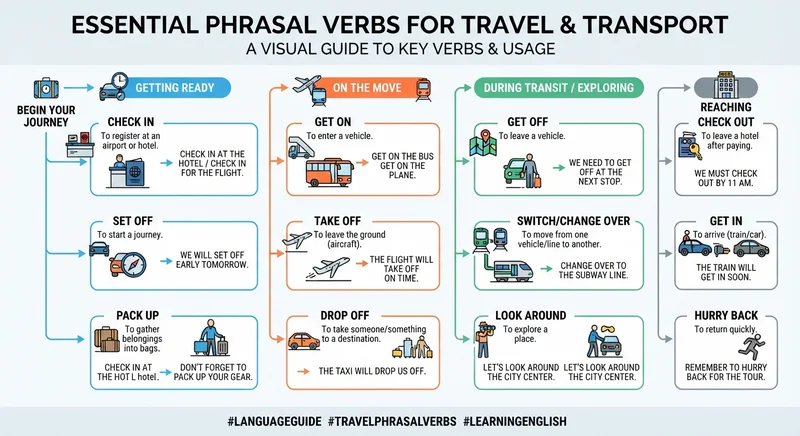 ESSENTIAL PHRASAL VERBS FOR TRAVEL & TRANSPORT
A VISUAL GUIDE TO KEY VERBS & USAGE
BEGIN YOUR
JOURNEY
GETTING READY
CHECK IN
To register at an
airport or hotel.
CHECK IN AT THE
HOTEL / CHECK IN
FOR THE FLIGHT.
SET OFF
To start a journey.
WE WILL SET OFF
EARLY TOMORROW.
PACK UP
To gather
belongings
into bags.
CHECK IN AT
THE HOT L hotel.
DON'T FORGET TO
PACK UP YOUR GEAR.
ON THE MOVE
GET ON
To enter a vehicle.
GET ON THE BUS
GET ON THE
PLANE.
TAKE OFF
To leave the ground
(aircraft).
THE FLIGHT WILL
TAKE OFF
ON TIME.
DROP OFF
To take someone/something
to a destination.
THE TAXI WILL DROP US OFF.
DURING TRANSIT / EXPLORING
GET OFF
To leave a vehicle.
WE NEED TO GET
OFF AT THE
NEXT STOP.
SWITCH/CHANGE OVER
To move from one
vehicle/line to another.
CHANGE OVER TO
THE SUBWAY LINE.
LOOK AROUND
To explore a
place.
LET'S LOOK AROUND
THE CITY CENTER.
LET'S LOOK AROUND
THE CITY CENTER.
HOTEL
REACHING
CHECK OUT
To leave a hotel
after paying.
WE MUST CHECK
OUT BY 11 AM.
GET IN
To arrive (train/car).
THE TRAIN WILL
GET IN SOON.
HURRY BACK
To return quickly.
REMEMBER TO HURRY
BACK FOR THE TOUR.
#LANGUAGEGUIDE #TRAVELPHRASALVERBS #LEARNINGENGLISH